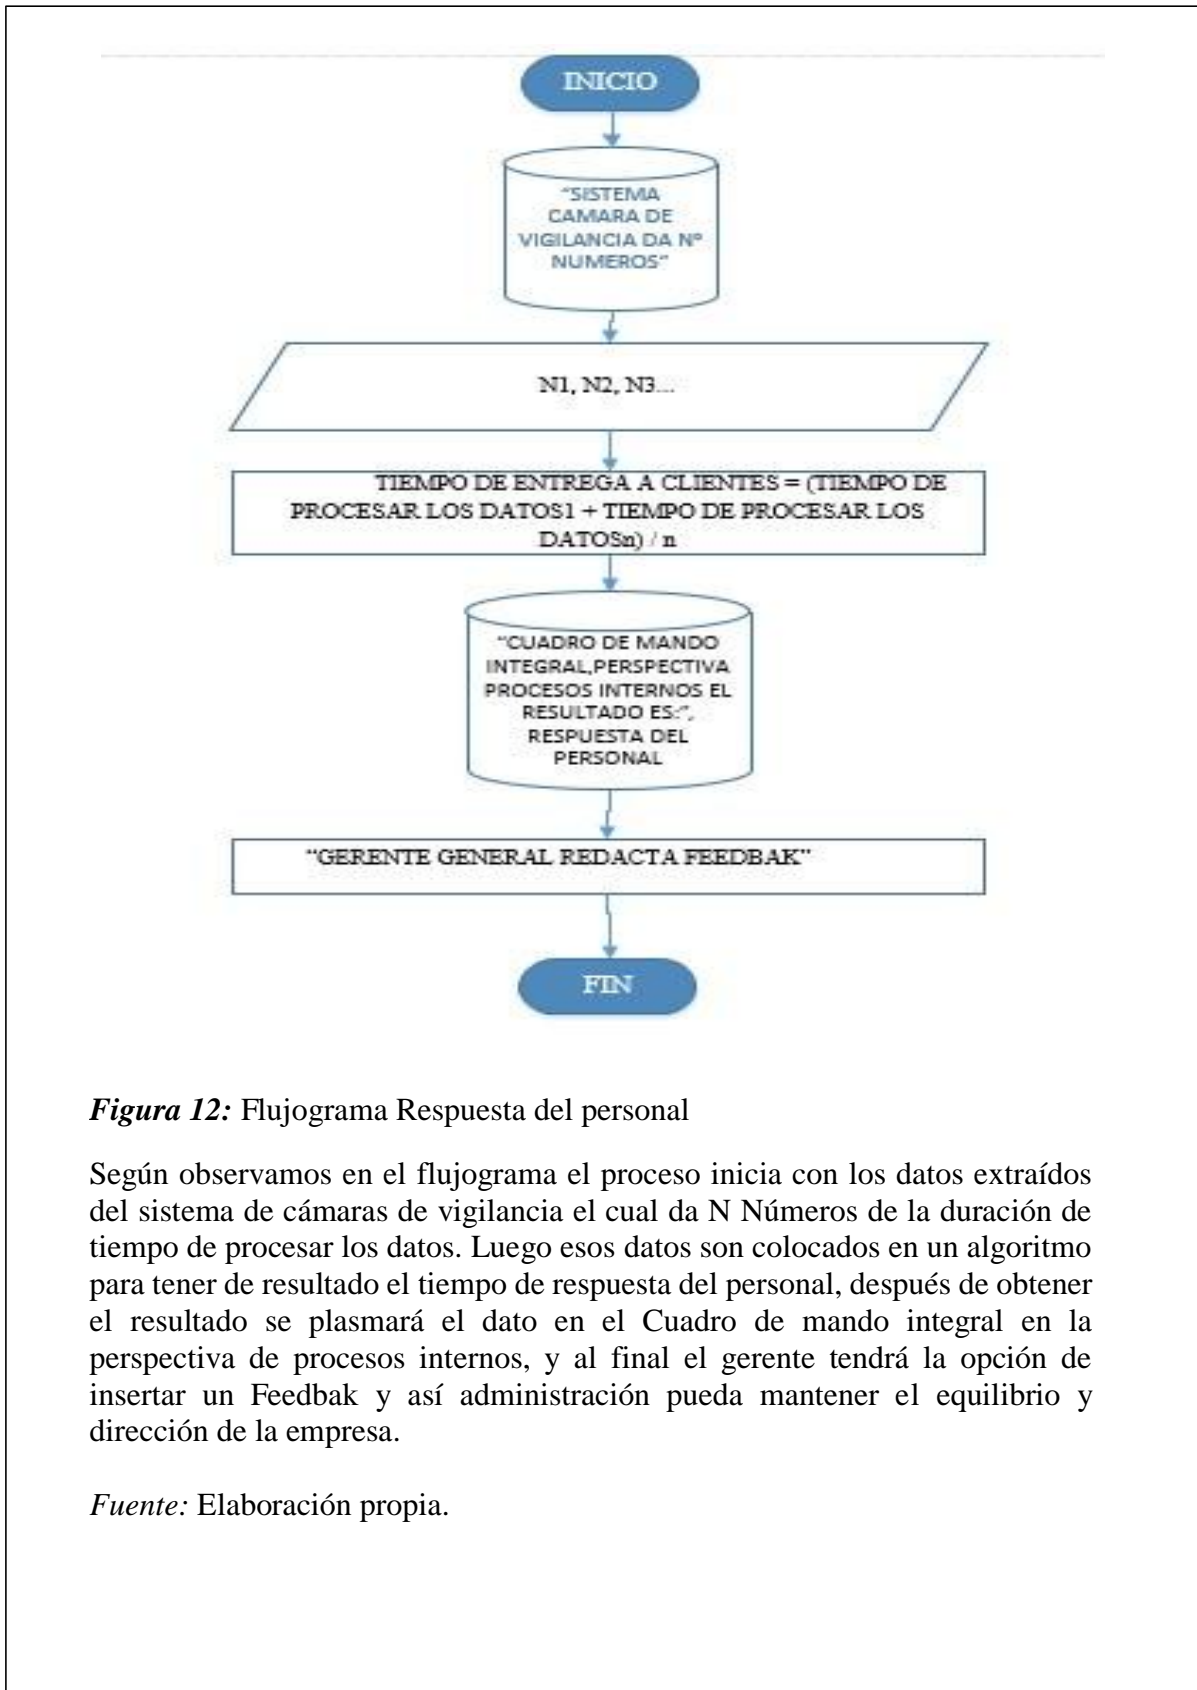 INICIO
“SISTEMA
CAMARA DE
VIGILANCIA DA Nº
NUMEROS”
N1, N2, N3...
TIEMPO DE ENTREGA A CLIENTES = (TIEMPO DE
PROCESAR LOS DATOS1 + TIEMPO DE PROCESAR LOS
DATOSn) / n
“CUADRO DE MANDO
INTEGRAL,PERSPECTIVA
PROCESOS INTERNOS EL
RESULTADO ES:”,
RESPUESTA DEL
PERSONAL
“GERENTE GENERAL REDACTA FEEDBAK”
FIN
Figura 12: Flujograma Respuesta del personal
Según observamos en el flujograma el proceso inicia con los datos extraídos
del sistema de cámaras de vigilancia el cual da N Números de la duración de
tiempo de procesar los datos. Luego esos datos son colocados en un algoritmo
para tener de resultado el tiempo de respuesta del personal, después de obtener
el resultado se plasmará el dato en el Cuadro de mando integral en la
perspectiva de procesos internos, y al final el gerente tendrá la opción de
insertar un Feedbak y así administración pueda mantener el equilibrio y
dirección de la empresa.
Fuente: Elaboración propia.